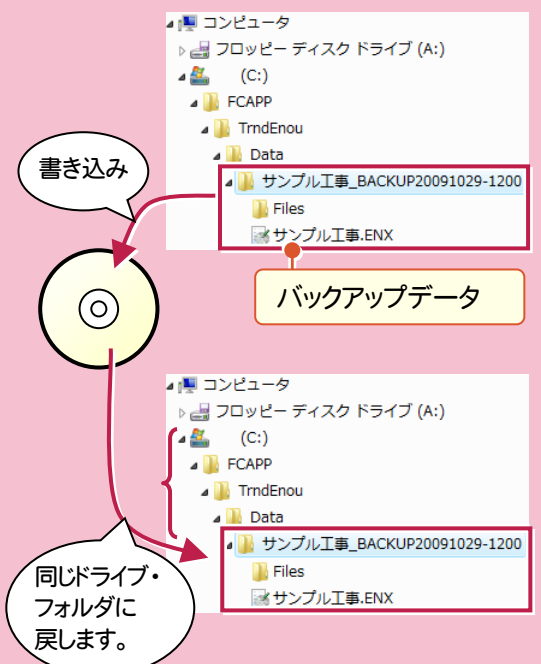 コンピュータ
フロッピー ディスク ドライブ (A:)
(C:)
FCAPP
TrndEnou
Data
サンプル工事_BACKUP20091029-1200
Files
サンプル工事.ENX
書き込み
バックアップデータ
コンピュータ
フロッピー ディスク ドライブ (A:)
(C:)
FCAPP
TrndEnou
Data
サンプル工事_BACKUP20091029-1200
Files
サンプル工事.ENX
同じドライブ・
フォルダに
戻します。